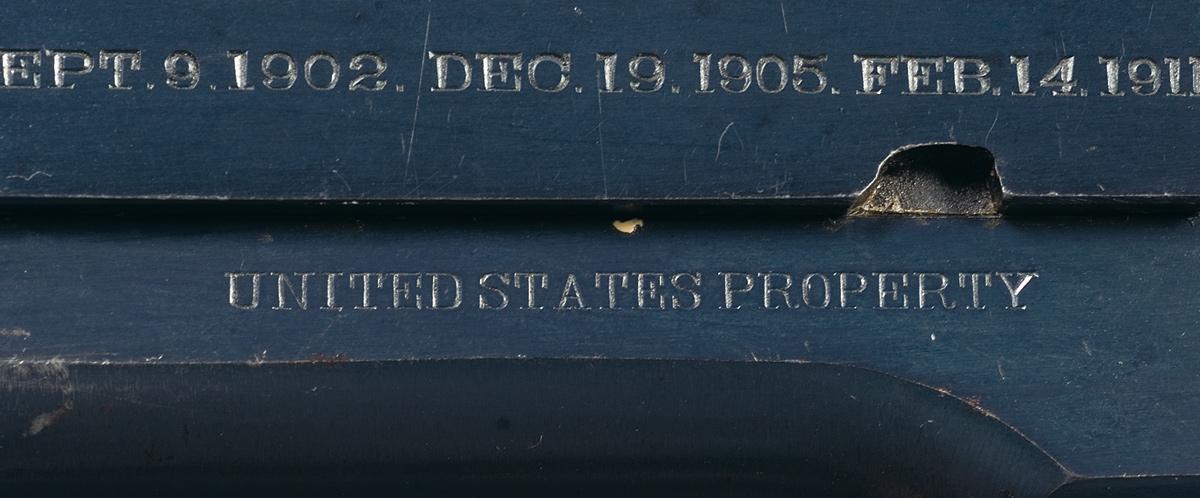 EPT. 9. 1902. DEC. 19. 1905. FEB. 14. 1911
UNITED STATES PROPERTY